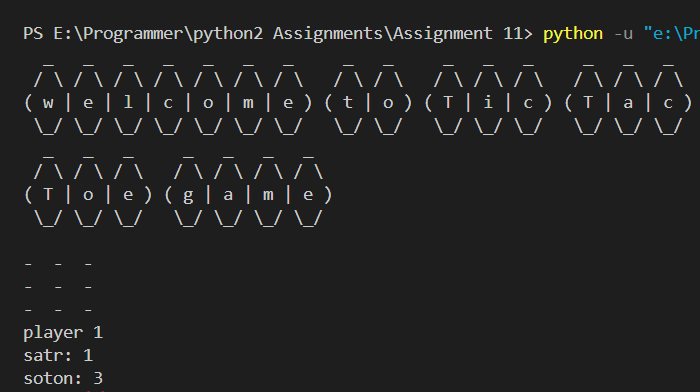 PS E:\Programmer\python2 Assignments\Assignment 11> python -u "e:\Pr
  _   _   _   _   _   _   _     _   _     _   _   _     _   _   _
 / \ / \ / \ / \ / \ / \ / \   / \ / \   / \ / \ / \   / \ / \ / \
( w | e | l | c | o | m | e ) ( t | o ) ( T | i | c ) ( T | a | c )
 \_/ \_/ \_/ \_/ \_/ \_/ \_/   \_/ \_/   \_/ \_/ \_/   \_/ \_/ \_/
  _   _   _     _   _   _   _
 / \ / \ / \   / \ / \ / \ / \
( T | o | e ) ( g | a | m | e )
 \_/ \_/ \_/   \_/ \_/ \_/ \_/
-  -  -
-  -  -
-  -  -
player 1
satr: 1
soton: 3